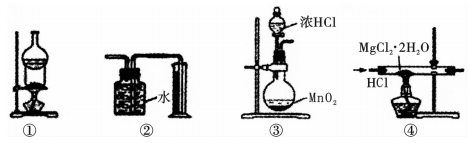 浓HCl
MnO₂
水
MgCl₂·2H₂O
HCl
① ② ③ ④